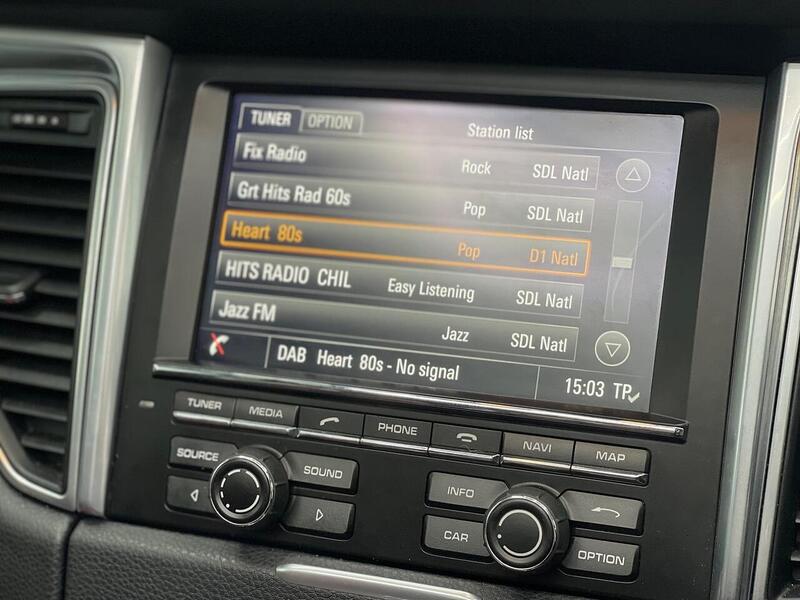 TUNER OPTION Station list
Fix Radio Rock SDL Natl
Grt Hits Rad 60s Pop SDL Natl
Heart 80s Pop D1 Natl
HITS RADIO CHIL Easy Listening SDL Natl
Jazz FM Jazz SDL Natl
DAB Heart 80s - No signal 15:03 TP
TUNER MEDIA PHONE NAVI MAP
SOURCE SOUND INFO
CAR OPTION